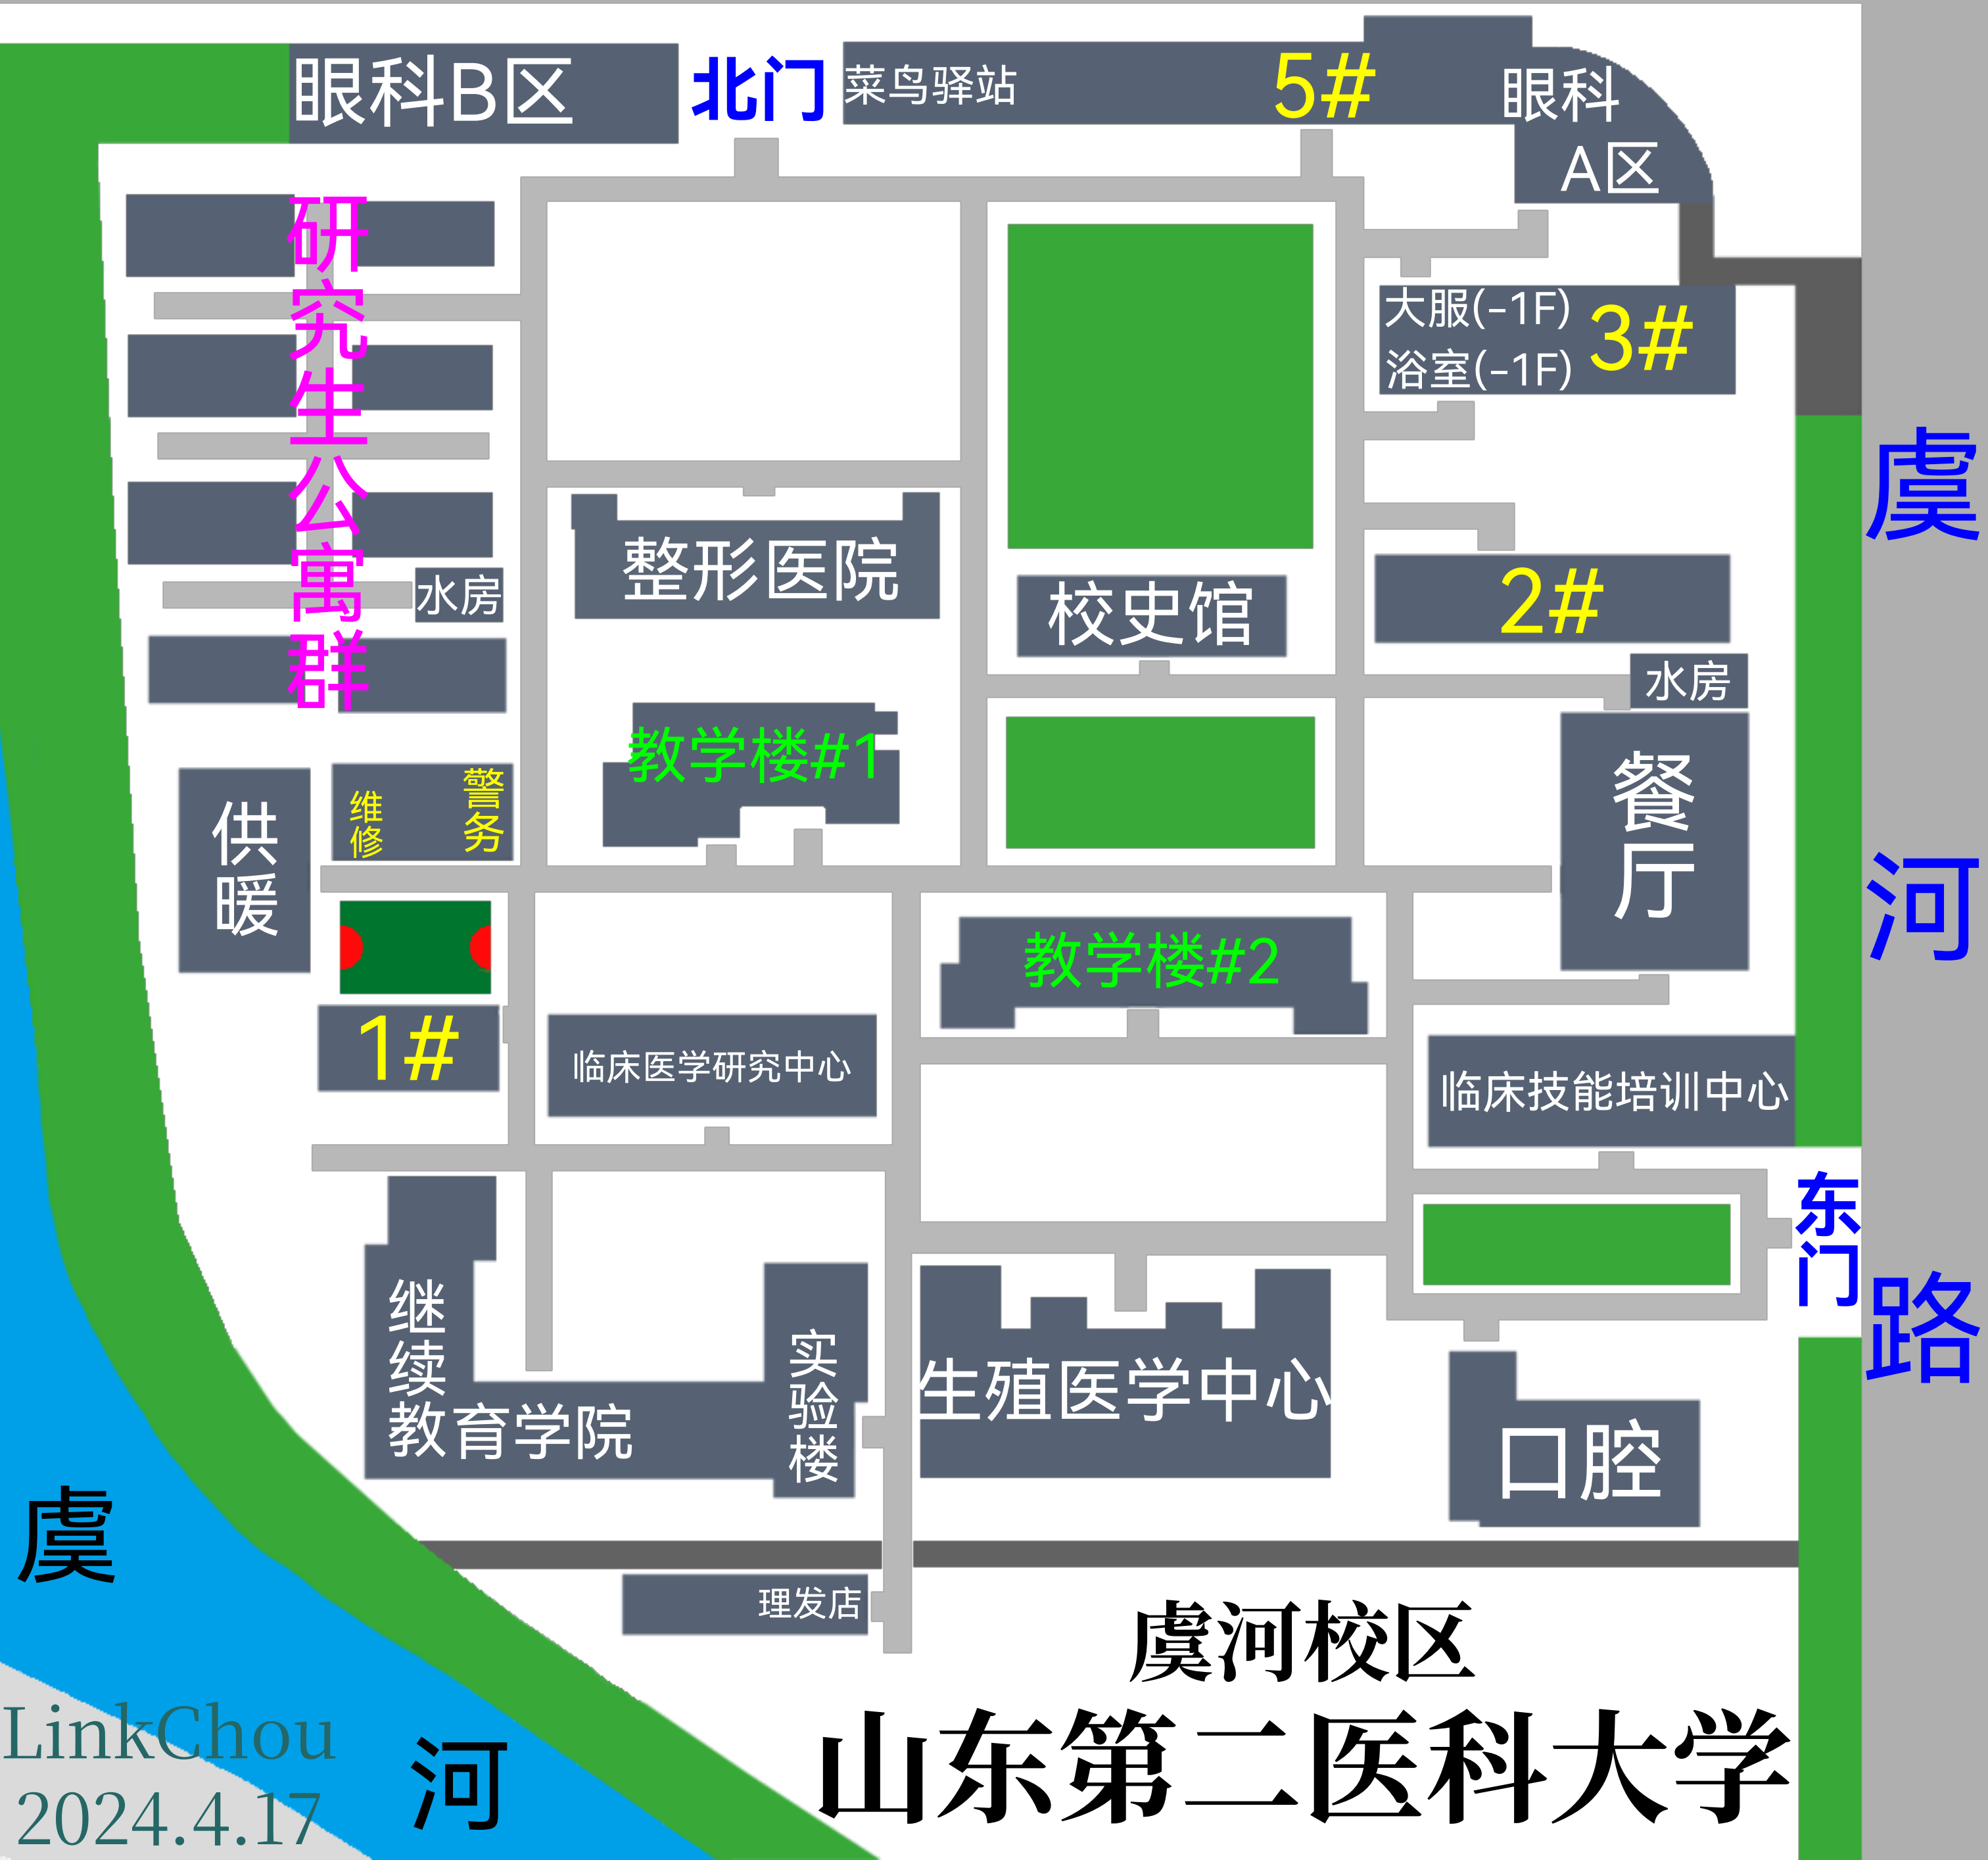 眼科B区
北门
菜鸟驿站
5#
眼科
A区
研究生公寓群
大服(-1F)
浴室(-1F)
3#
虞河路
整形医院
校史馆
2#
水房
水房
教学楼#1
餐厅
供暖
维修
警务
教学楼#2
1#
临床医学研究中心
临床技能培训中心
东门
继续
教育学院
实验楼
生殖医学中心
口腔
虞河
理发店
虞河校区
山东第二医科大学
LinkChou
2024.4.17